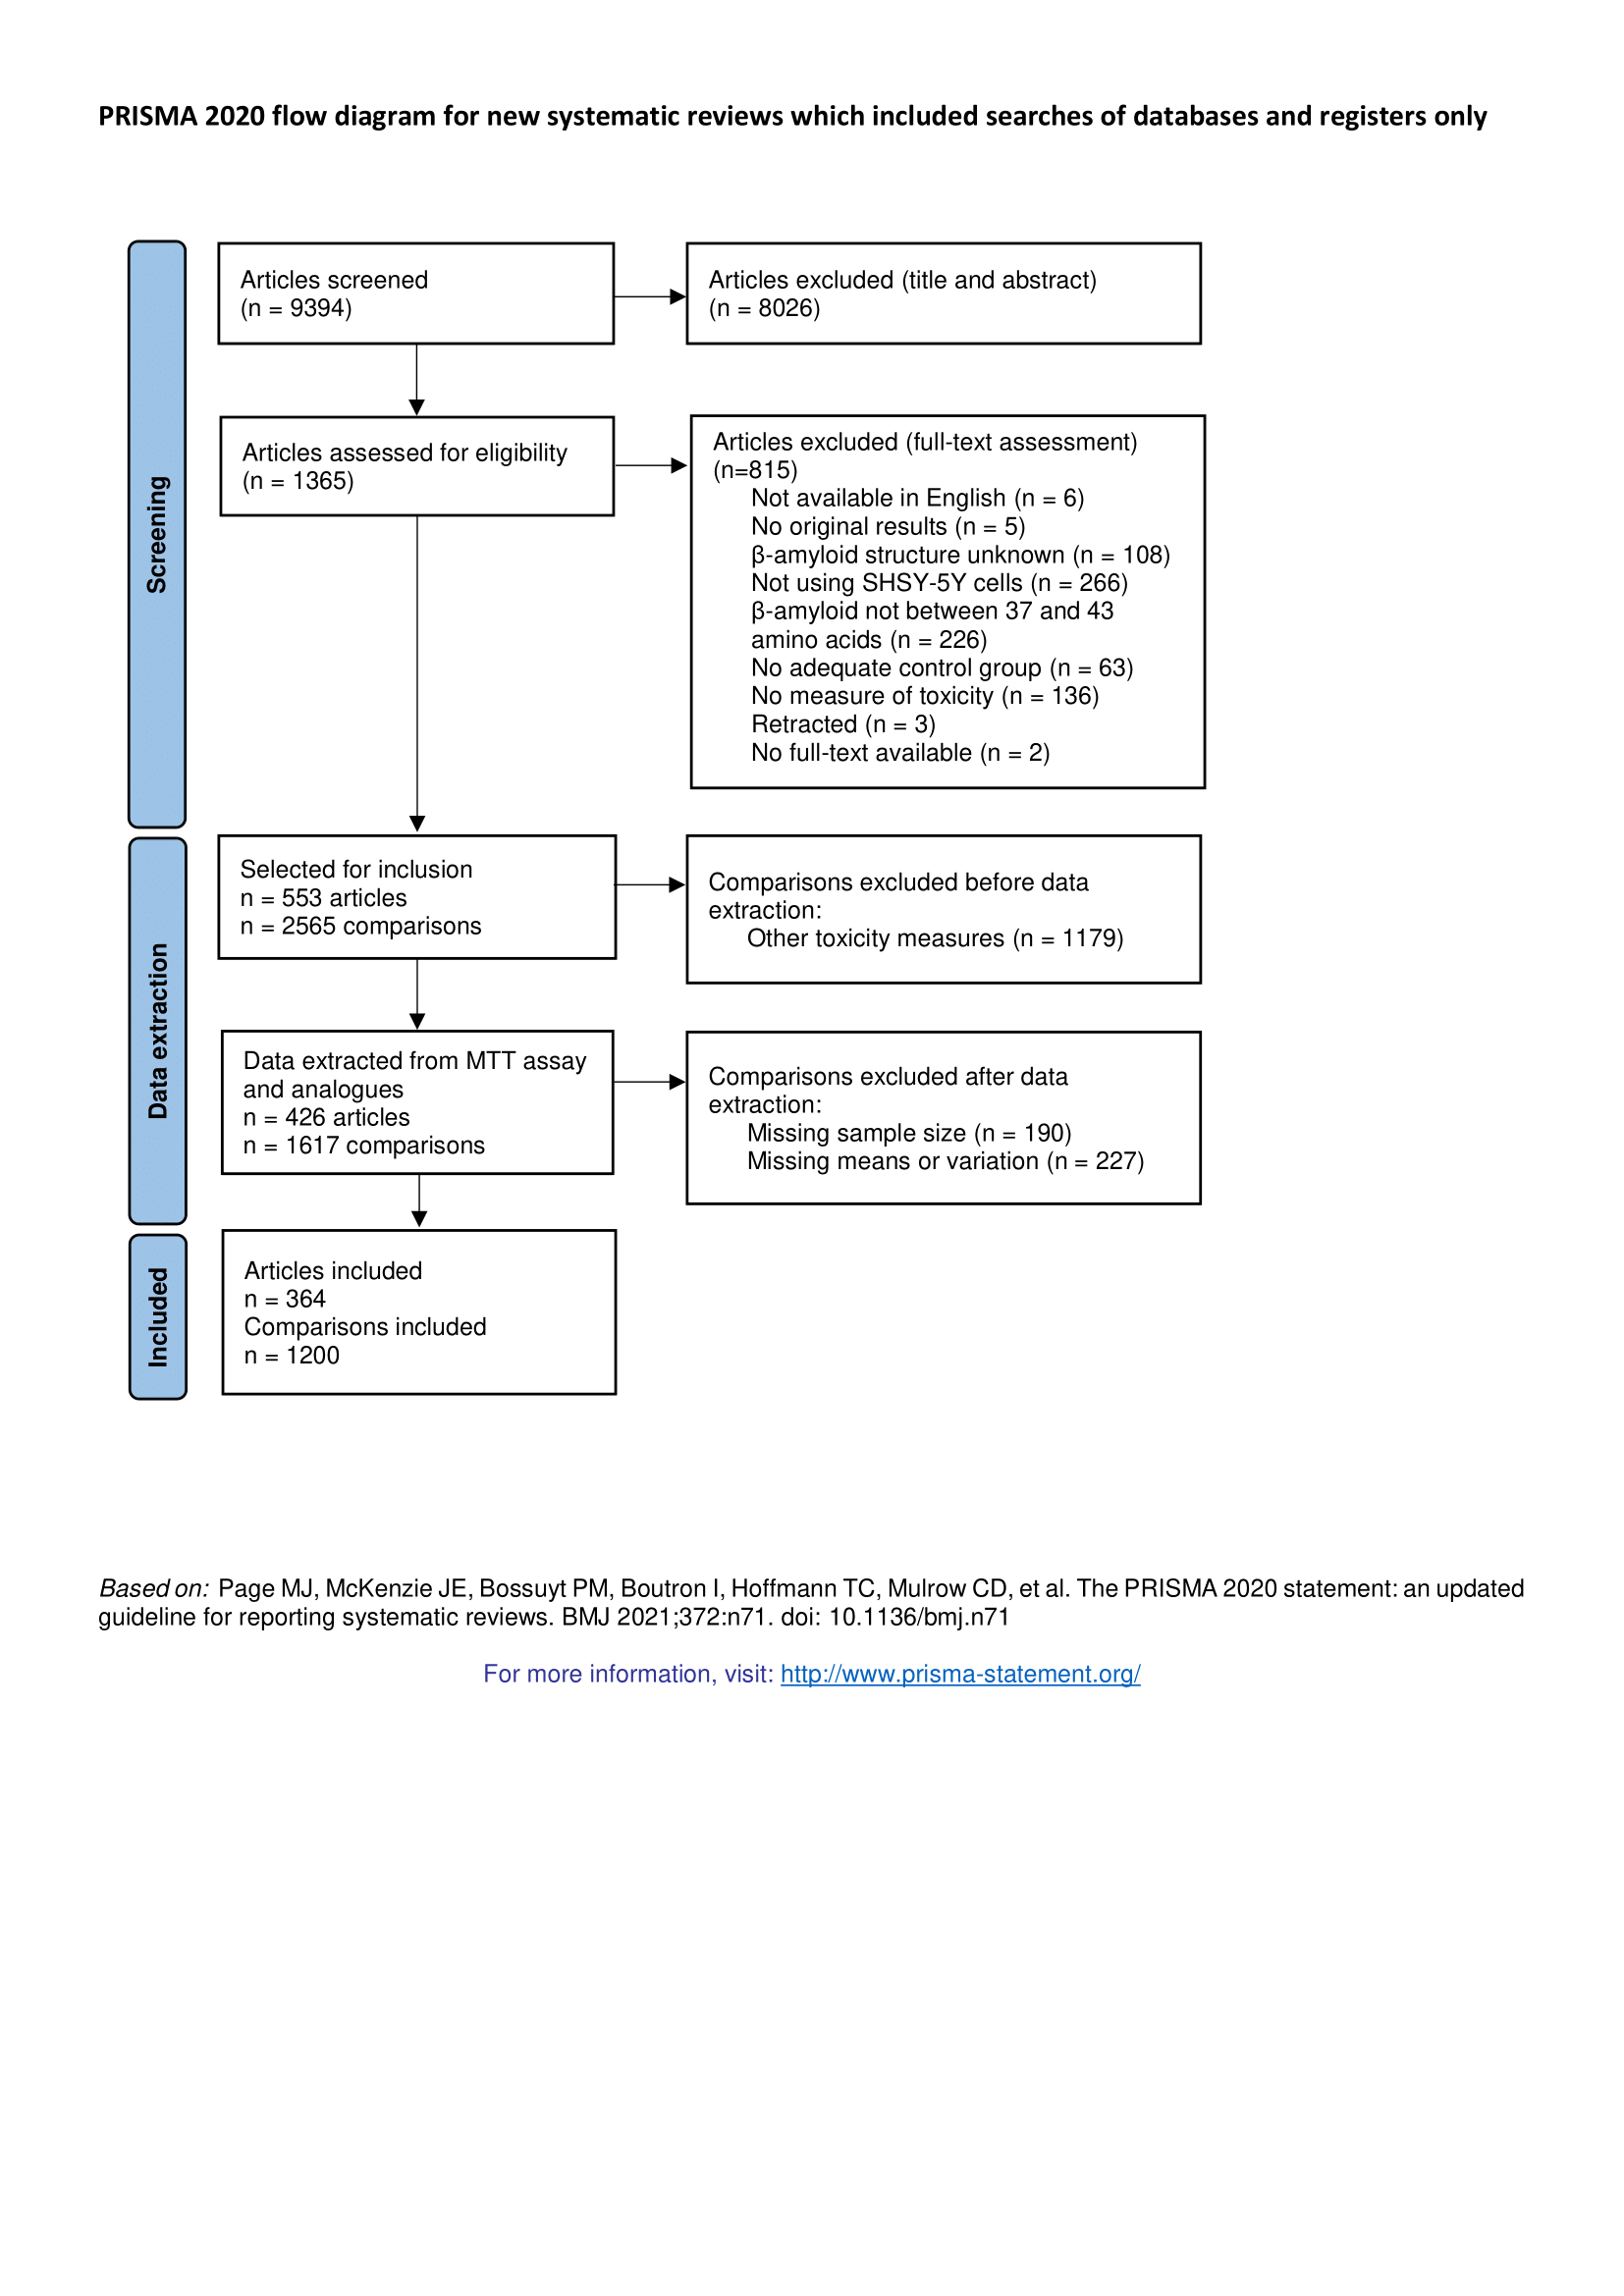 PRISMA 2020 flow diagram for new systematic reviews which included searches of databases and registers only
Screening
Articles screened
(n = 9394)
Articles excluded (title and abstract)
(n = 8026)
Articles assessed for eligibility
(n = 1365)
Articles excluded (full-text assessment)
(n=815)
Not available in English (n = 6)
No original results (n = 5)
β-amyloid structure unknown (n = 108)
Not using SHSY-5Y cells (n = 266)
β-amyloid not between 37 and 43
amino acids (n = 226)
No adequate control group (n = 63)
No measure of toxicity (n = 136)
Retracted (n = 3)
No full-text available (n = 2)
Data extraction
Selected for inclusion
n = 553 articles
n = 2565 comparisons
Comparisons excluded before data
extraction:
Other toxicity measures (n = 1179)
Data extracted from MTT assay
and analogues
n = 426 articles
n = 1617 comparisons
Comparisons excluded after data
extraction:
Missing sample size (n = 190)
Missing means or variation (n = 227)
Included
Articles included
n = 364
Comparisons included
n = 1200
Based on: Page MJ, McKenzie JE, Bossuyt PM, Boutron I, Hoffmann TC, Mulrow CD, et al. The PRISMA 2020 statement: an updated
guideline for reporting systematic reviews. BMJ 2021;372:n71. doi: 10.1136/bmj.n71
For more information, visit: http://www.prisma-statement.org/